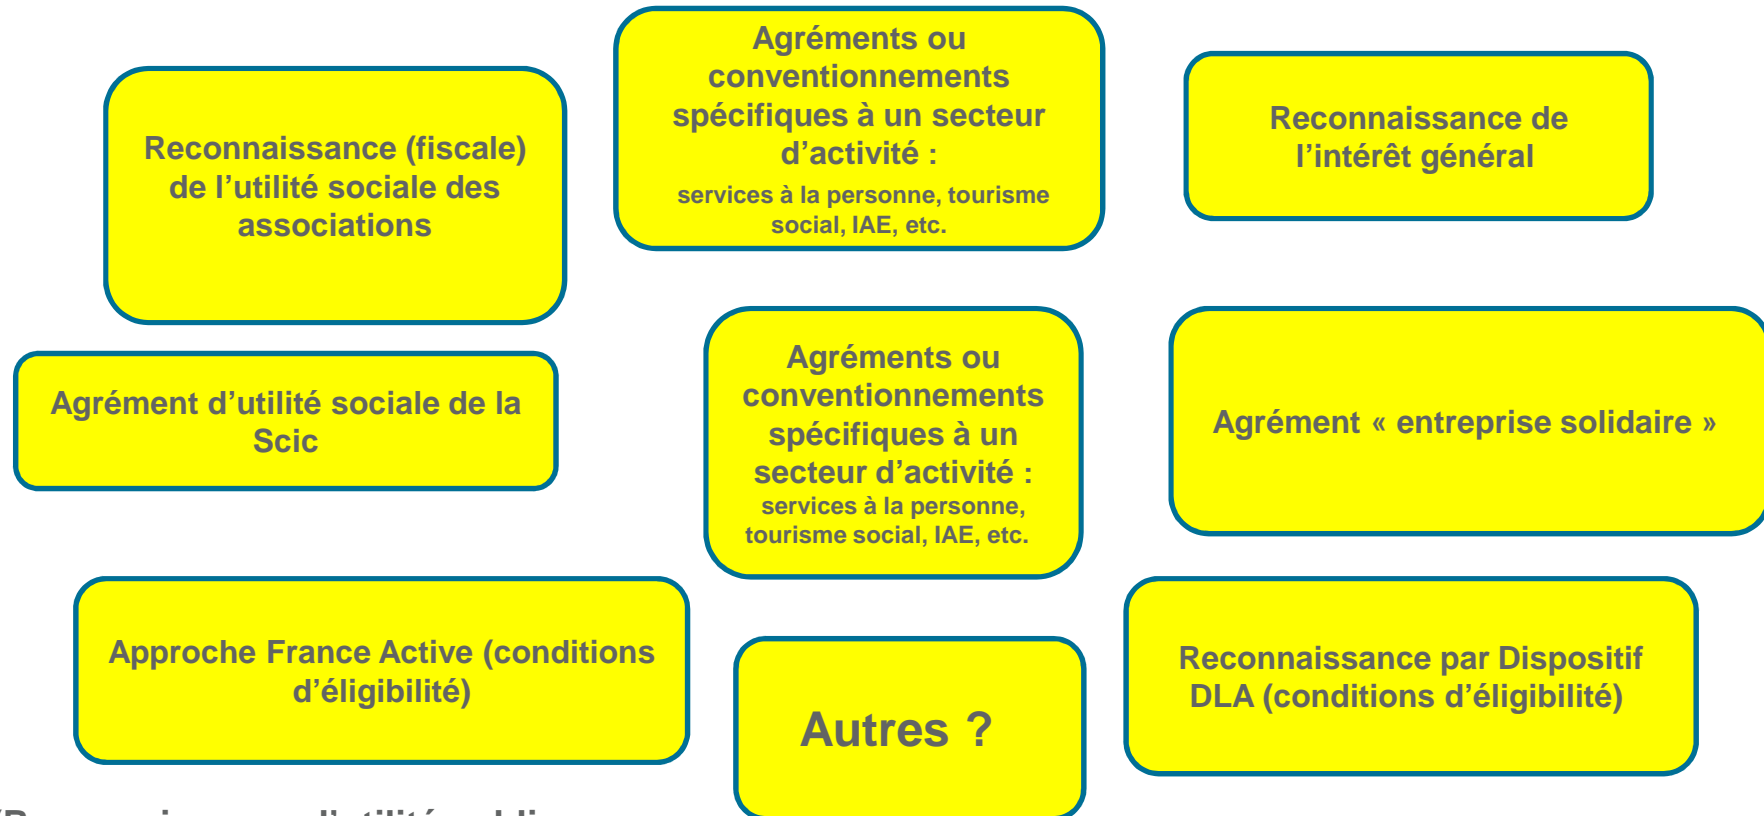 Agréments ou
conventionnements
spécifiques à un secteur
d’activité :
services à la personne, tourisme
social, IAE, etc.
Reconnaissance (fiscale)
de l’utilité sociale des
associations
Reconnaissance de
l’intérêt général
Agrément d’utilité sociale de la
Scic
Agréments ou
conventionnements
spécifiques à un
secteur d’activité :
services à la personne,
tourisme social, IAE, etc.
Agrément « entreprise solidaire »
Approche France Active (conditions
d’éligibilité)
Autres ?
Reconnaissance par Dispositif
DLA (conditions d’éligibilité)